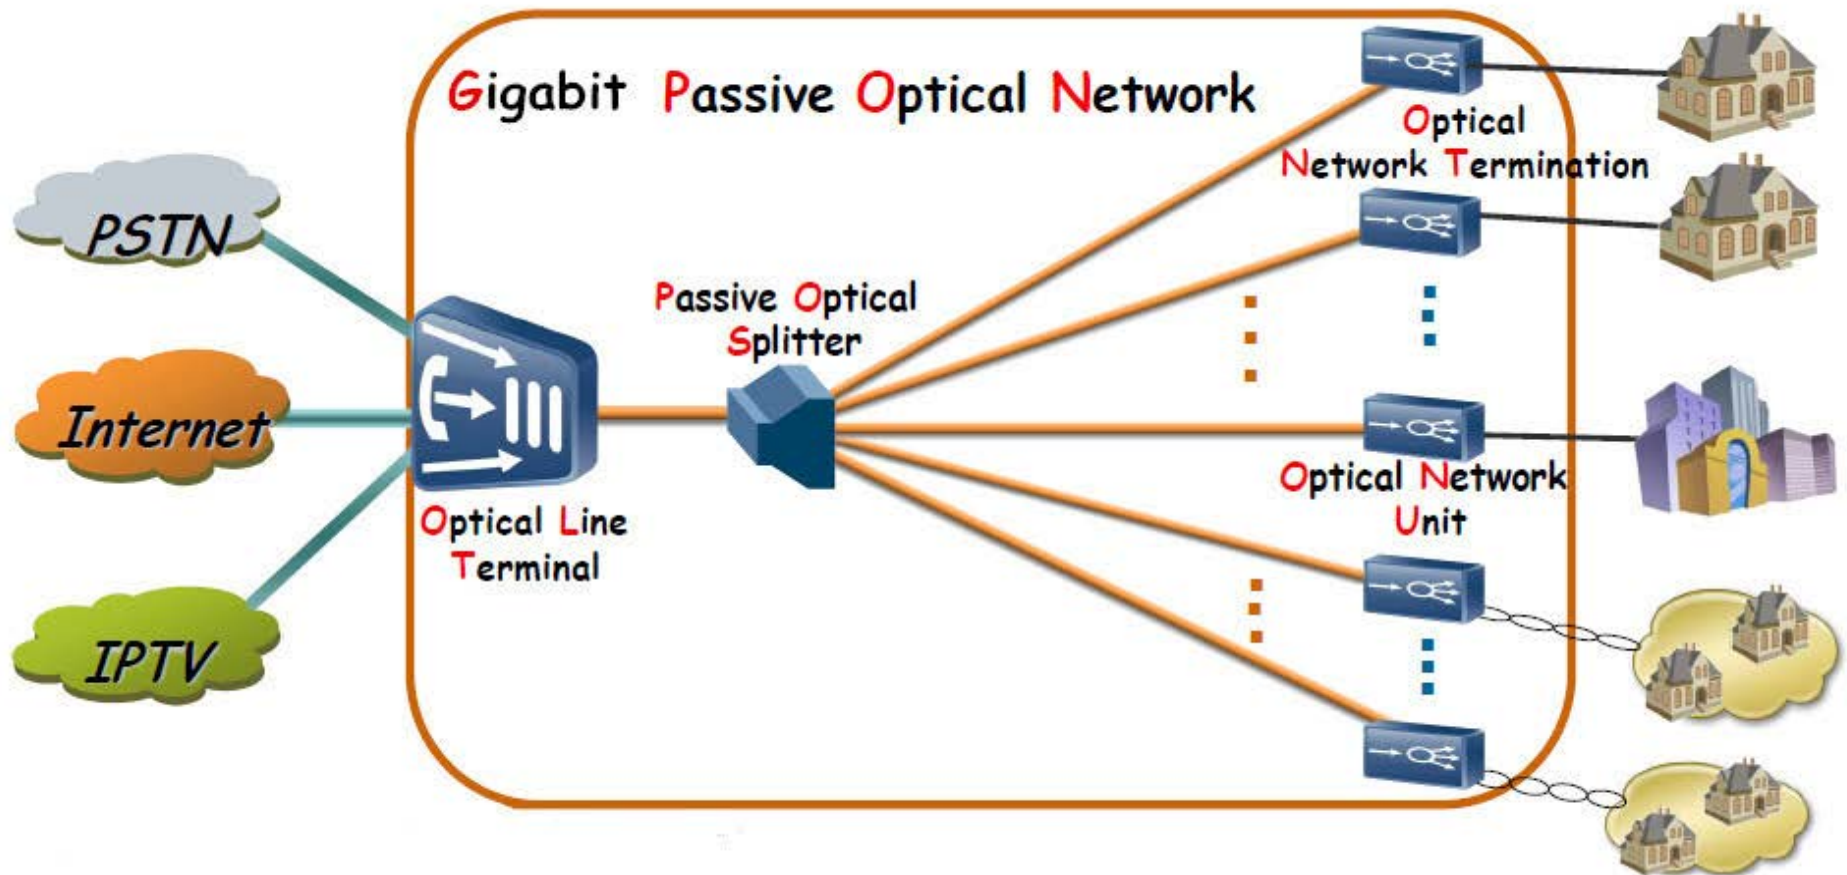 Gigabit Passive Optical Network
PSTN
Internet
IPTV
Optical Line
Terminal
Passive Optical
Splitter
Optical
Network Termination
Optical Network
Unit